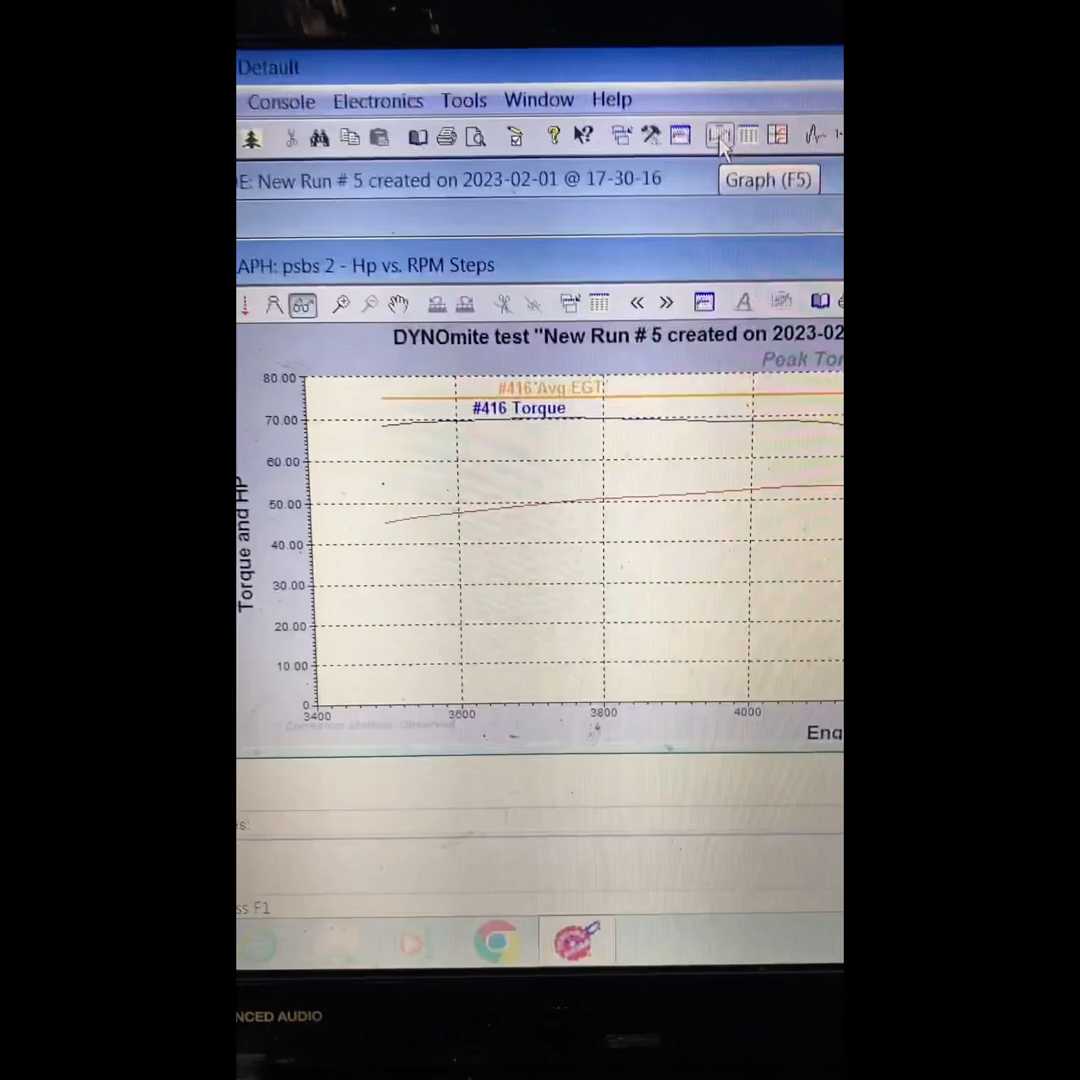 Default
Console Electronics Tools Window Help
E: New Run # 5 created on 2023-02-01 @ 17-30-16
Graph (F5)
APH: psbs 2 - Hp vs. RPM Steps
DYNOmite test "New Run # 5 created on 2023-02
Peak Tor
80.00
#416 Avg EGT
#416 Torque
70.00
60.00
50.00
40.00
30.00
20.00
10.00
0
Torque and HP
3400 3600 3800 4000
Correction Method: Observed
Eng
s:
ss F1
NCED AUDIO